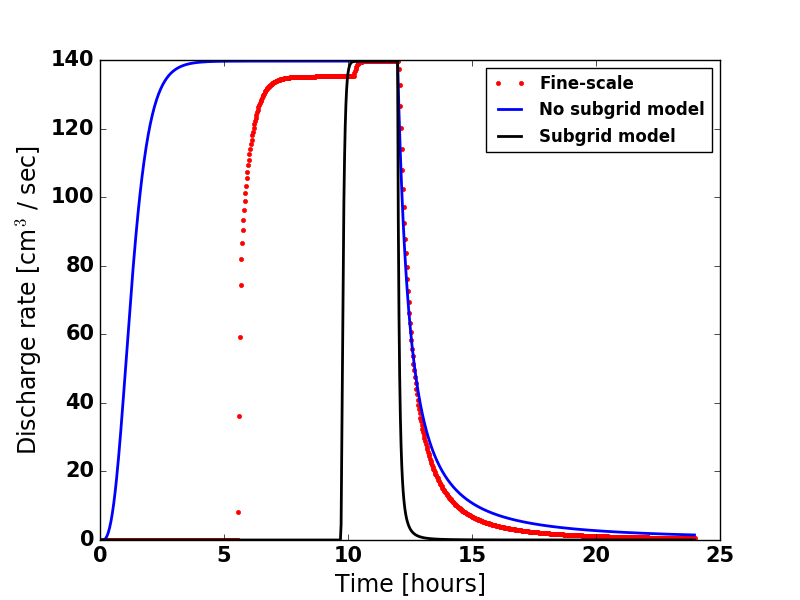 140
120
100
80
60
40
20
0
0 5 10 15 20 25
Discharge rate [cm³ / sec]
Time [hours]
Fine-scale
No subgrid model
Subgrid model